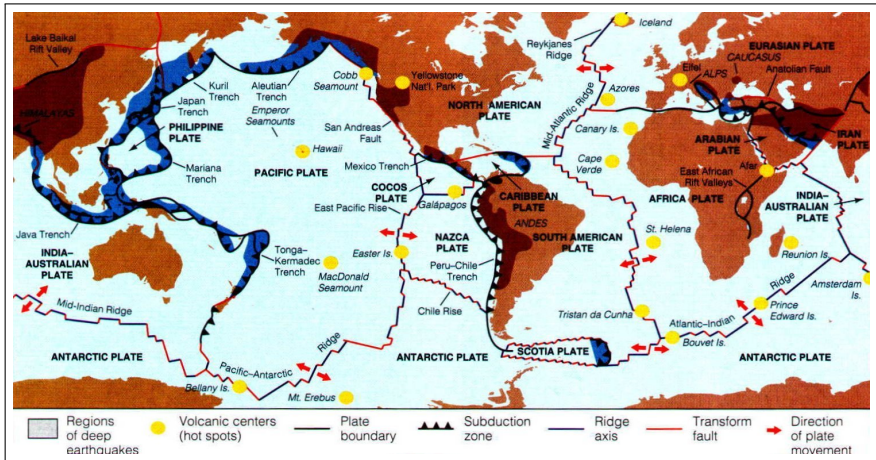 Lake Baikal
Rift Valley
HIMALAYAS
Kuril
Trench
Japan
Trench
PHILIPPINE
PLATE
Mariana
Trench
Java Trench
INDIA–
AUSTRALIAN
PLATE
Mid-Indian Ridge
ANTARCTIC PLATE
Aleutian
Trench
Emperor
Seamounts
Hawaii
PACIFIC PLATE
Tonga–
Kermadec
Trench
MacDonald
Seamount
Pacific–Antarctic
Ridge
Bellany Is.
Mt. Erebus
Cobb
Seamount
Yellowstone
Nat'l. Park
San Andreas
Fault
NORTH AMERICAN
PLATE
Mexico Trench
COCOS
PLATE
East Pacific Rise
Galápagos
CARIBBEAN
PLATE
ANDES
NAZCA
PLATE
Easter Is.
Peru–Chile
Trench
SOUTH AMERICAN
PLATE
Chile Rise
ANTARCTIC PLATE
SCOTIA PLATE
Iceland
Reykjanes
Ridge
Mid-Atlantic Ridge
Azores
Canary Is.
Cape
Verde
St. Helena
Tristan da Cunha
Bouvet Is.
Atlantic–Indian
Ridge
Prince
Edward Is.
ANTARCTIC PLATE
EURASIAN PLATE
Eifel
ALPS
CAUCASUS
Anatolian Fault
ARABIAN
PLATE
IRAN
PLATE
Afar
East African
Rift Valleys
AFRICA PLATE
INDIA–
AUSTRALIAN
PLATE
Reunion Is.
Amsterdam
Is.
Regions
of deep
earthquakes
Volcanic centers
(hot spots)
Plate
boundary
Subduction
zone
Ridge
axis
Transform
fault
Direction
of plate
movement